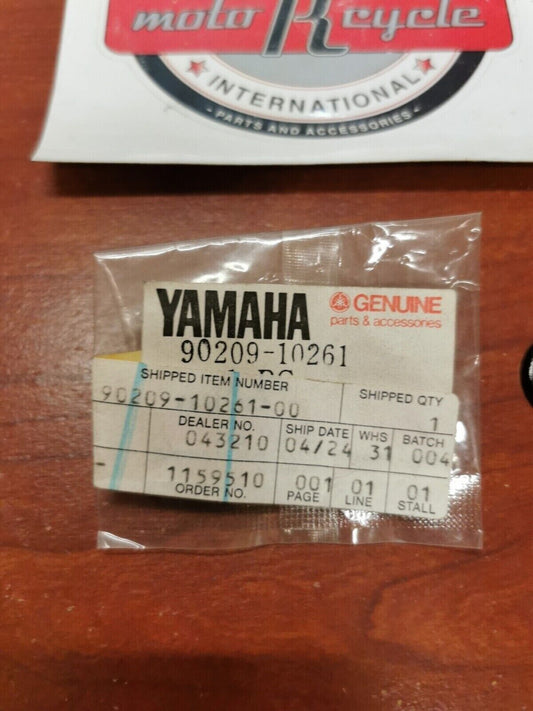 moto R cycle
INTERNATIONAL
- PARTS AND ACCESSORIES -
YAMAHA
GENUINE
parts & accessories
90209-10261
SHIPPED ITEM NUMBER
SHIPPED QTY
90209-10261-00
1
DEALER NO.
SHIP DATE
WHS
BATCH
043210
04/24
31
004
1159510
001
01
01
ORDER NO.
PAGE
LINE
STALL